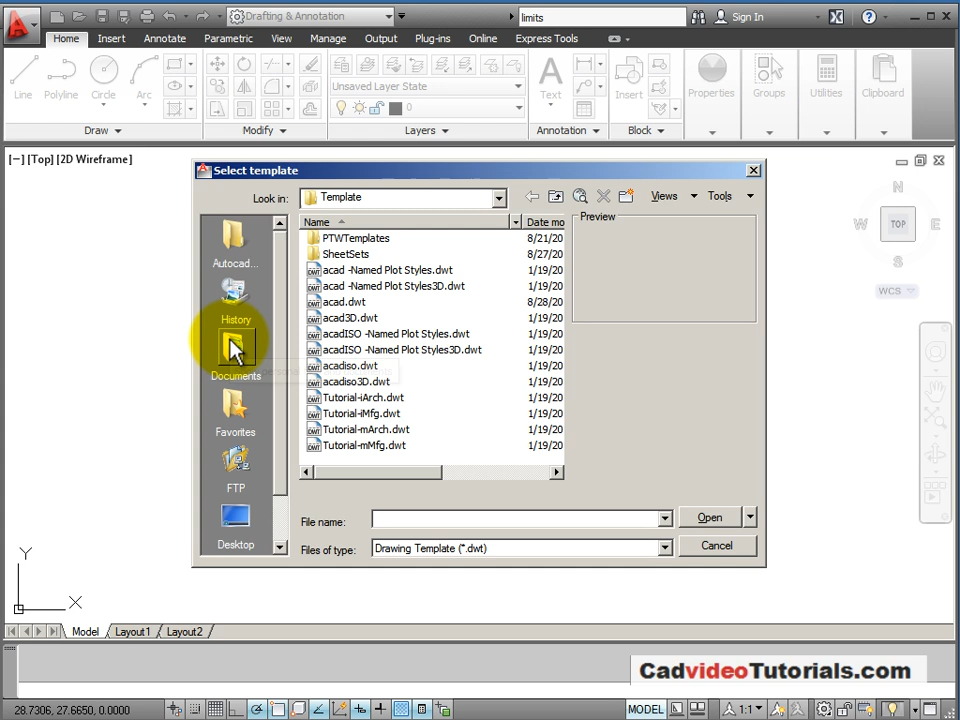 Drafting & Annotation
limits
Sign In
Home
Insert
Annotate
Parametric
View
Manage
Output
Plug-ins
Online
Express Tools
Line
Polyline
Circle
Arc
Unsaved Layer State
0
Text
Insert
Properties
Groups
Utilities
Clipboard
Draw
Modify
Layers
Annotation
Block
[−] [Top] [2D Wireframe]
Select template
Look in:
Template
Views
Tools
Name
Date mo
Preview
PTWTemplates 8/21/20
SheetSets 8/27/20
acad -Named Plot Styles.dwt 1/19/20
acad -Named Plot Styles3D.dwt 1/19/20
acad.dwt 8/28/20
acad3D.dwt 1/19/20
acadISO -Named Plot Styles.dwt 1/19/20
acadISO -Named Plot Styles3D.dwt 1/19/20
acadiso.dwt 1/19/20
acadiso3D.dwt 1/19/20
Tutorial-iArch.dwt 1/19/20
Tutorial-iMfg.dwt 1/19/20
Tutorial-mArch.dwt 1/19/20
Tutorial-mMfg.dwt 1/19/20
Autocad...
History
Documents
Favorites
FTP
Desktop
File name:
Open
Files of type:
Drawing Template (*.dwt)
Cancel
N
W
TOP
E
S
WCS
Y
X
Model
Layout1
Layout2
CadvideoTutorials.com
28.7306, 27.6650, 0.0000
MODEL
1:1